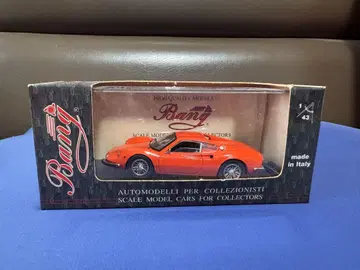 Bang®
HIGH QUALITY MODELS
Bang®
SCALE MODEL CARS FOR COLLECTORS
1
43
made
in Italy
AUTOMODELLI PER COLLEZIONISTI
SCALE MODEL CARS FOR COLLECTORS